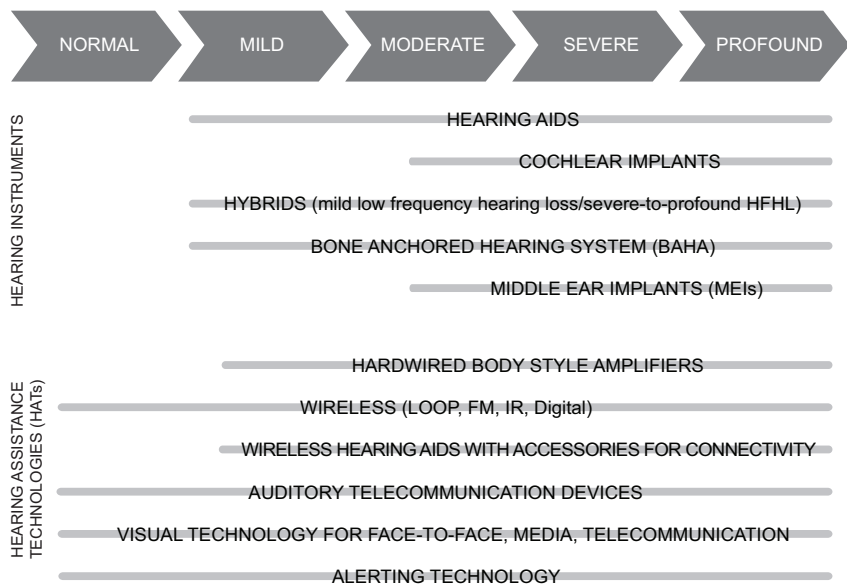 NORMAL MILD MODERATE SEVERE PROFOUND
HEARING INSTRUMENTS
HEARING AIDS
COCHLEAR IMPLANTS
HYBRIDS (mild low frequency hearing loss/severe-to-profound HFHL)
BONE ANCHORED HEARING SYSTEM (BAHA)
MIDDLE EAR IMPLANTS (MEIs)
HEARING ASSISTANCE
TECHNOLOGIES (HATs)
HARDWIRED BODY STYLE AMPLIFIERS
WIRELESS (LOOP, FM, IR, Digital)
WIRELESS HEARING AIDS WITH ACCESSORIES FOR CONNECTIVITY
AUDITORY TELECOMMUNICATION DEVICES
VISUAL TECHNOLOGY FOR FACE-TO-FACE, MEDIA, TELECOMMUNICATION
ALERTING TECHNOLOGY